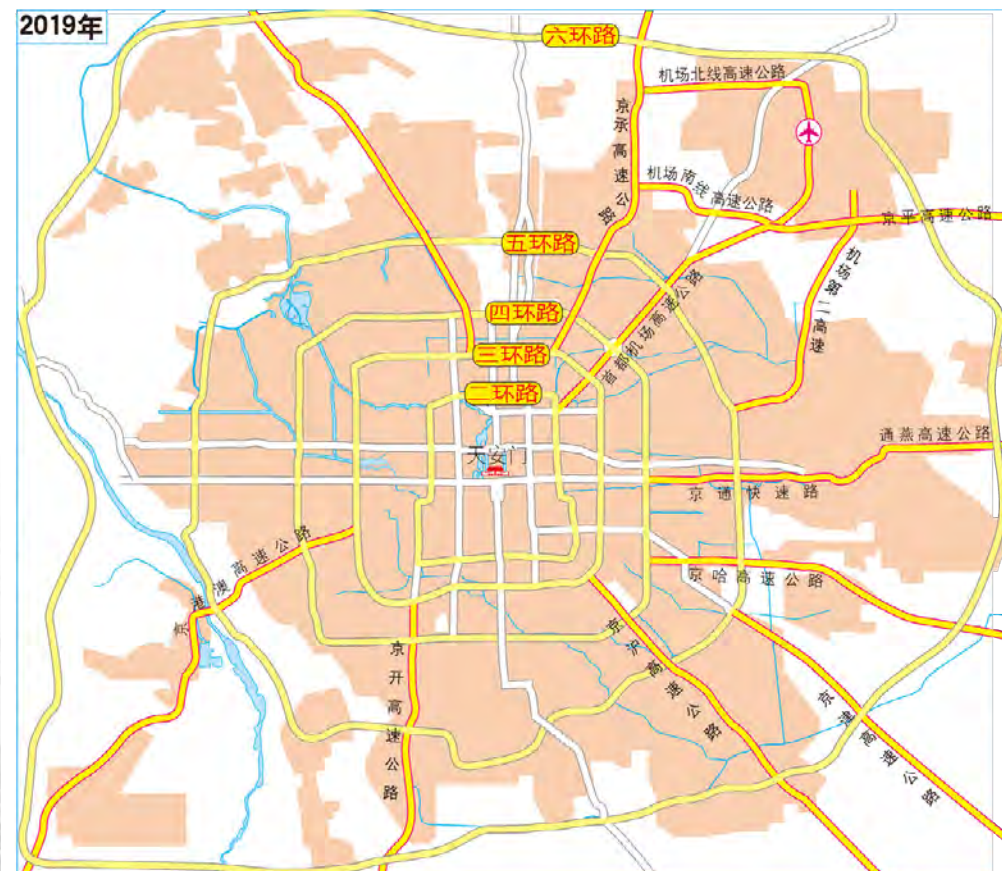 2019年
六环路
机场北线高速公路
京承高速公路
机场南线高速公路
京平高速公路
五环路
机场第二高速
首都机场高速公路
四环路
三环路
二环路
通燕高速公路
天安门
京通快速路
京港澳高速公路
京哈高速公路
京开高速公路
京沪高速公路
京津高速公路